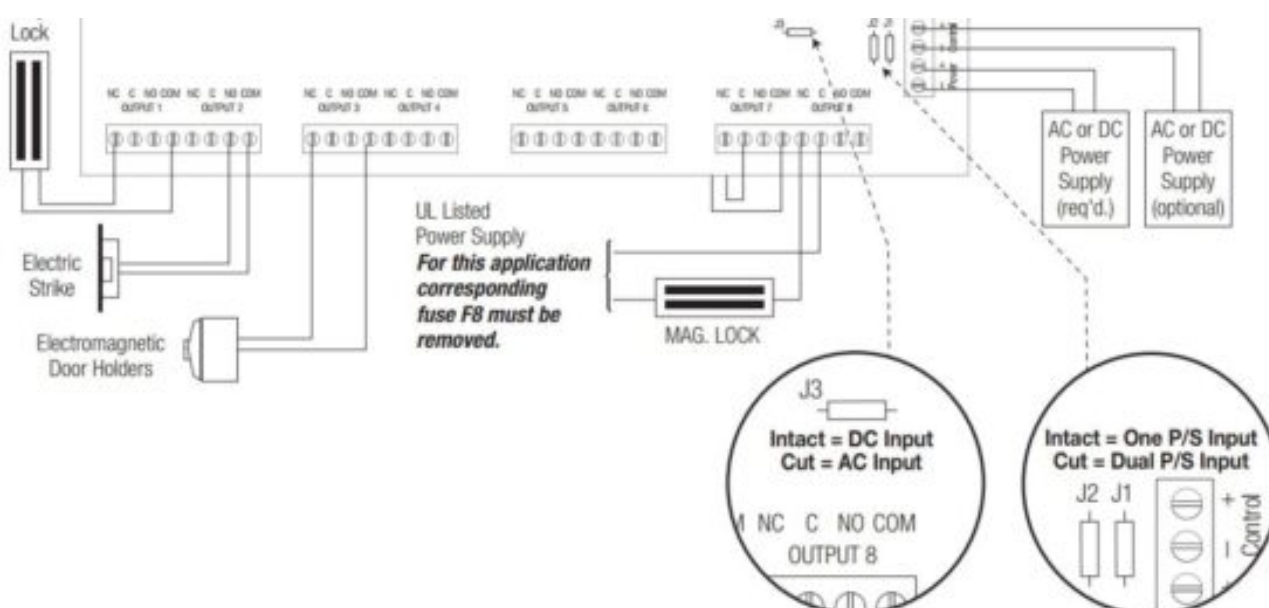 Lock
J3
Control
Power
NC C NO COM NC C NO COM
OUTPUT 1 OUTPUT 2
NC C NO COM NC C NO COM
OUTPUT 3 OUTPUT 4
NC C NO COM NC C NO COM
OUTPUT 5 OUTPUT 6
NC C NO COM NC C NO COM
OUTPUT 7 OUTPUT 8
AC or DC
Power
Supply
(req'd.)
AC or DC
Power
Supply
(optional)
UL Listed
Power Supply
For this application
corresponding
fuse F8 must be
removed.
Electric
Strike
MAG. LOCK
Electromagnetic
Door Holders
J3
Intact = DC Input
Cut = AC Input
NC C NO COM
OUTPUT 8
Intact = One P/S Input
Cut = Dual P/S Input
J2 J1
+
–
Control